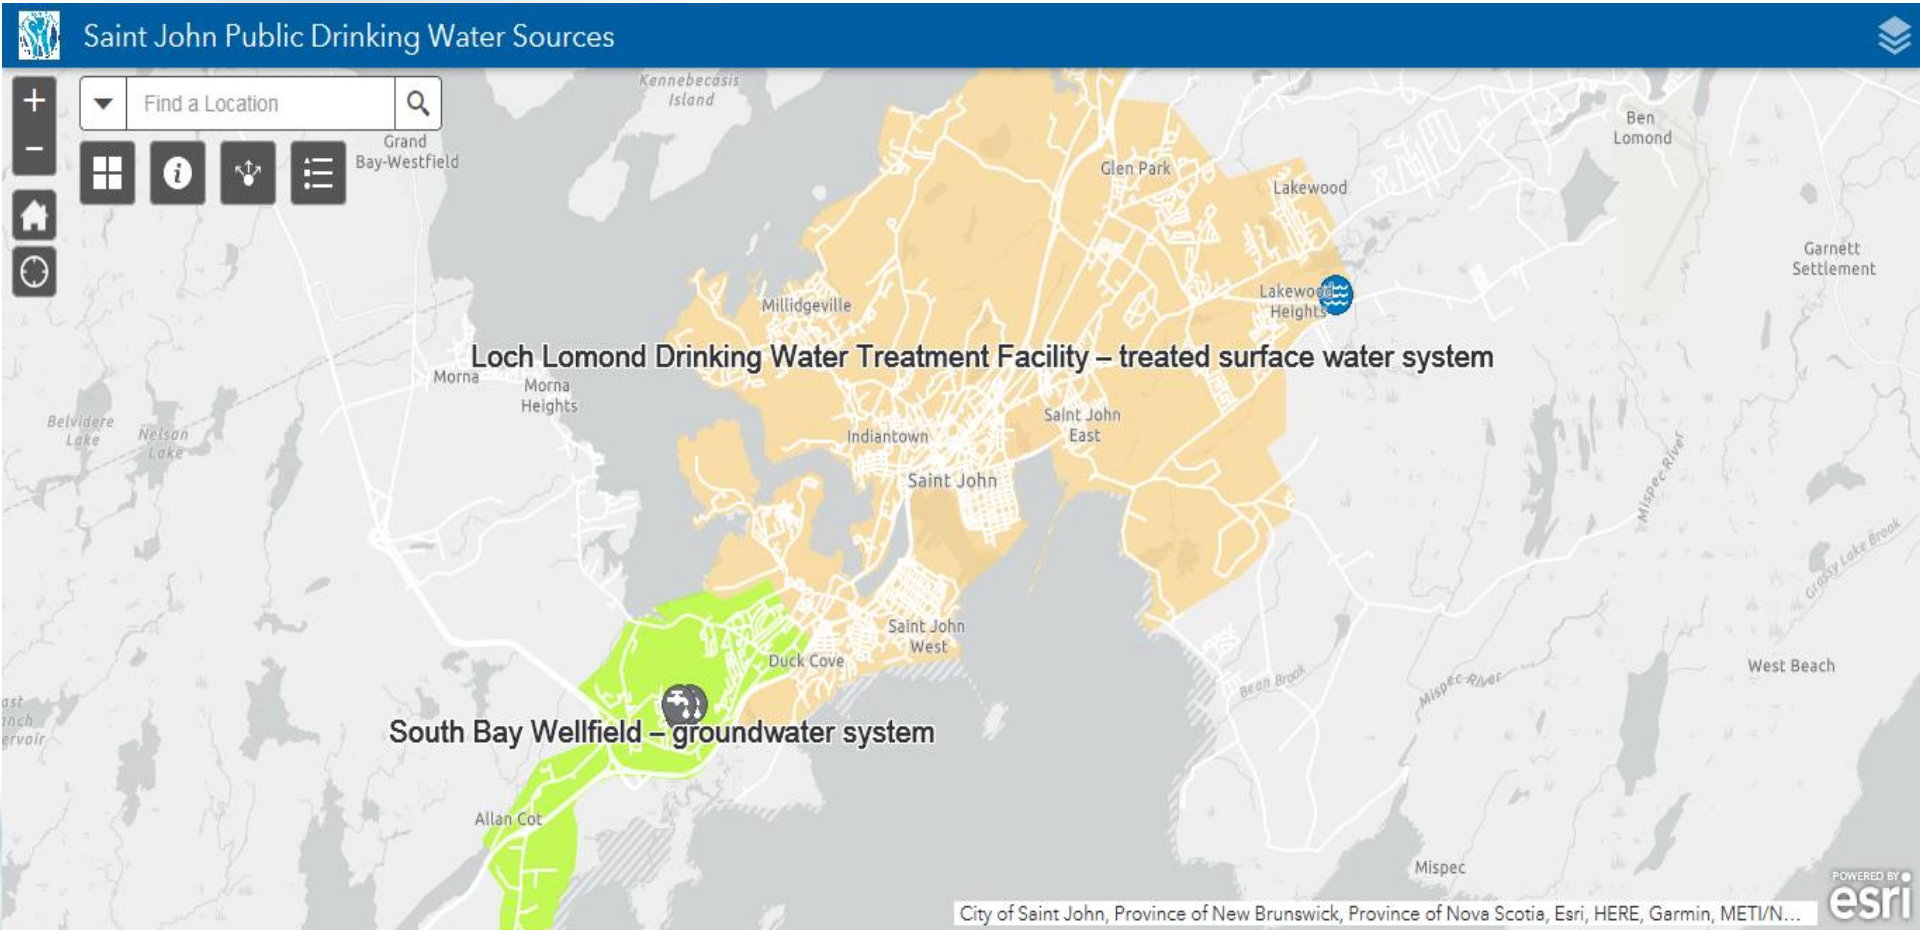 Saint John Public Drinking Water Sources
+
Find a Location
−
Kennebecasis
Island
Grand
Bay-Westfield
Ben
Lomond
Glen Park
Lakewood
Garnett
Settlement
Millidgeville
Lakewood
Heights
Loch Lomond Drinking Water Treatment Facility – treated surface water system
Morna
Morna
Heights
Belvidere
Lake
Nelson
Lake
Saint John
East
Indiantown
Saint John
Mispec River
Grassy Lake Brook
Saint John
West
Duck Cove
West Beach
Bean Brook
Mispec River
South Bay Wellfield – groundwater system
Allan Cot
Mispec
POWERED BY
esri
City of Saint John, Province of New Brunswick, Province of Nova Scotia, Esri, HERE, Garmin, METI/N...